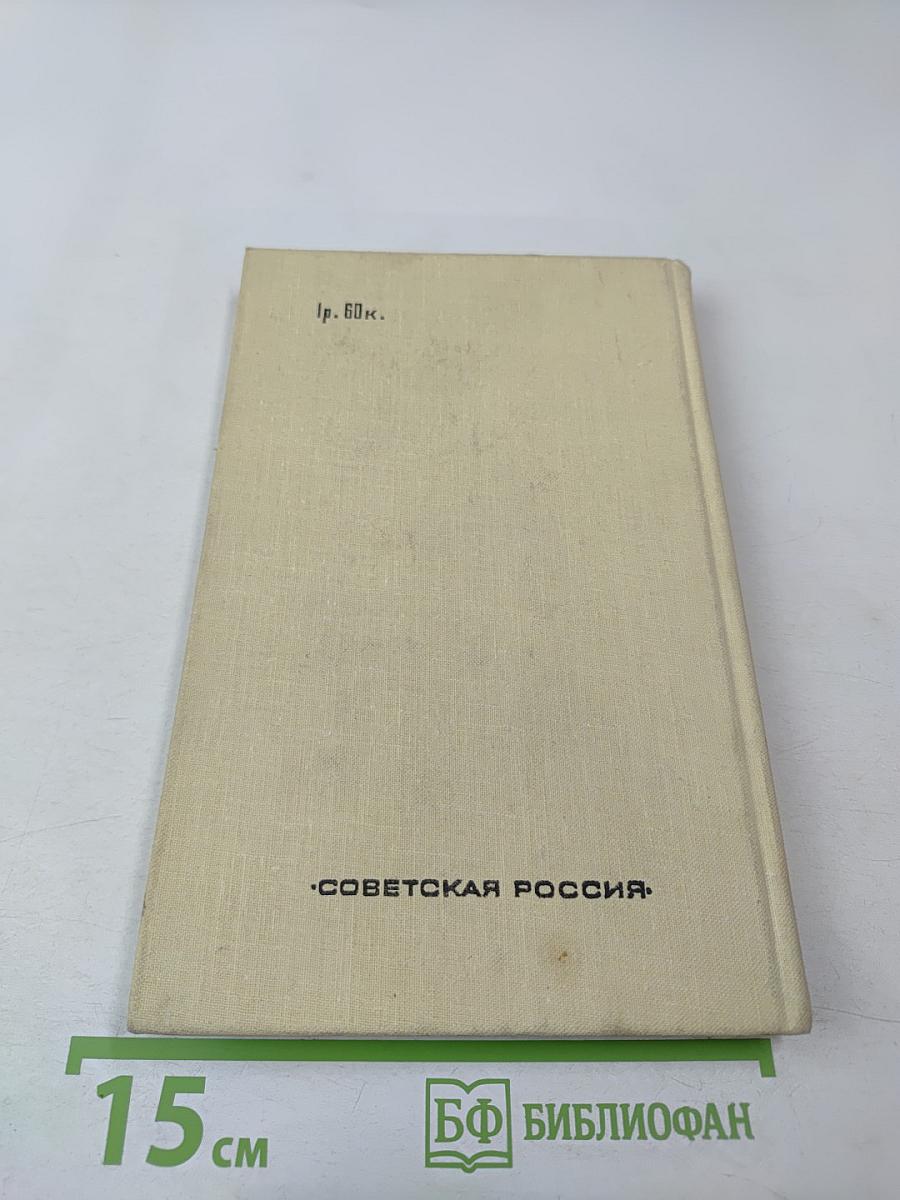 1р. 60к.
·СОВЕТСКАЯ РОССИЯ·
15 см
БФ БИБЛИОФАН